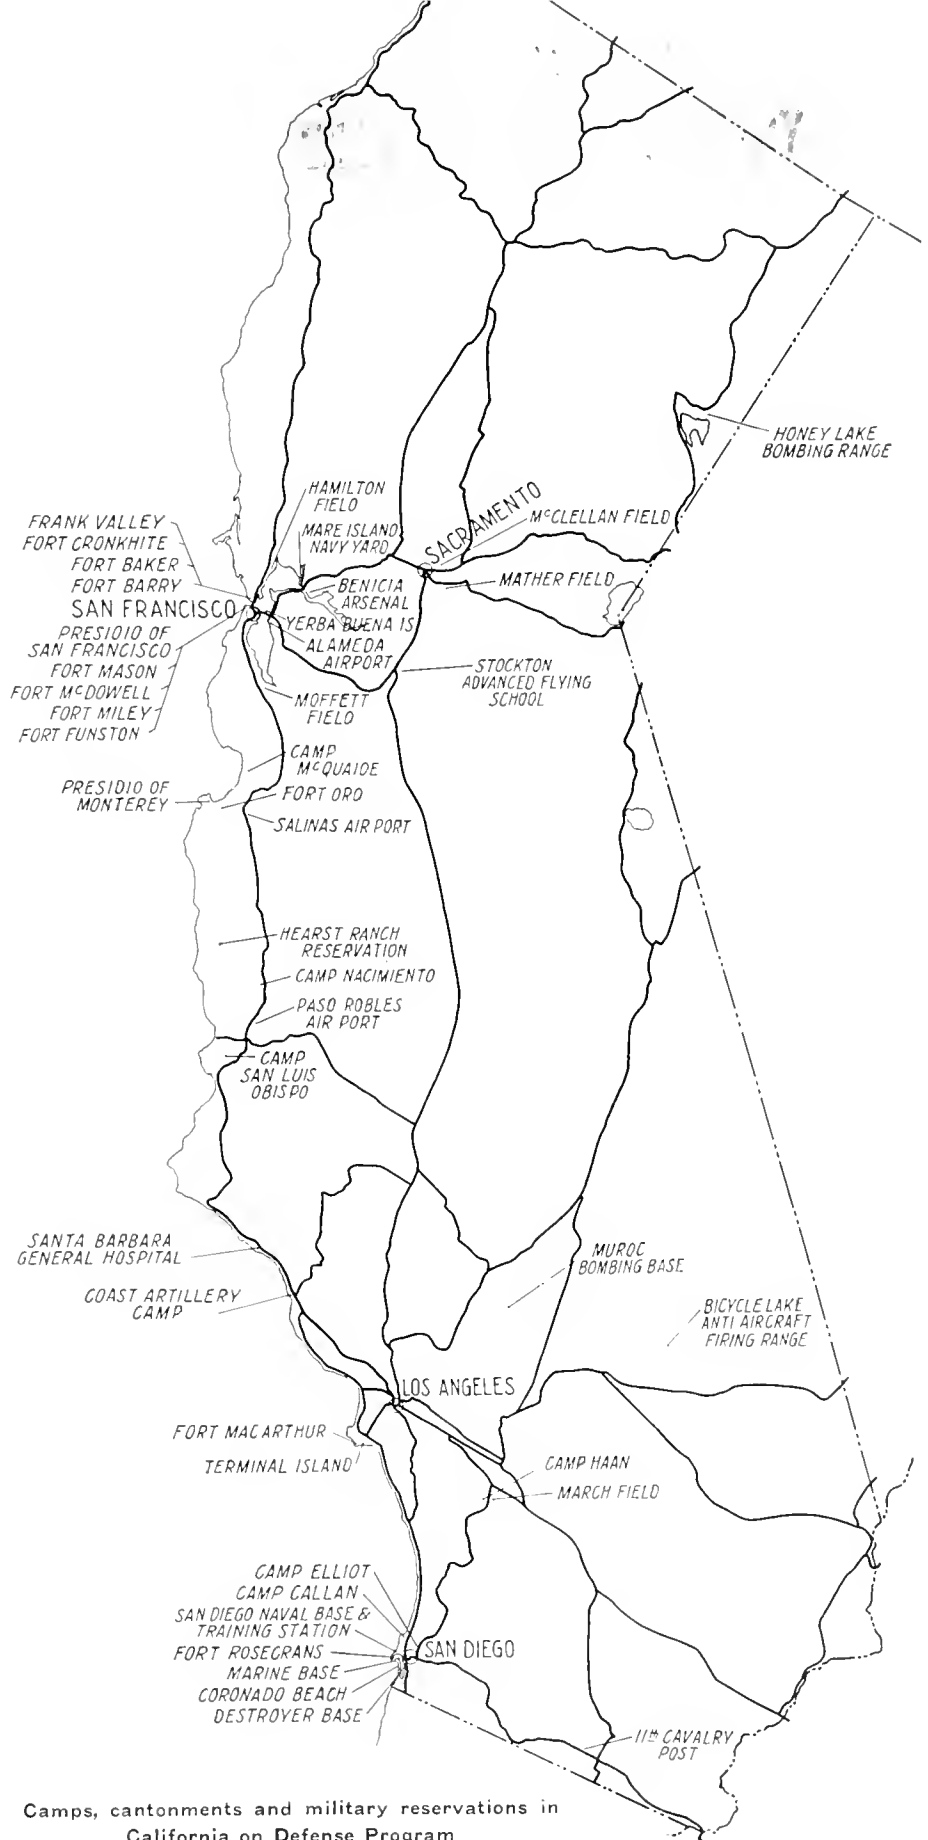 HONEY LAKE
BOMBING RANGE
HAMILTON
FIELD
MARE ISLAND
NAVY YARD
SACRAMENTO
McCLELLAN FIELD
FRANK VALLEY
FORT CRONKHITE
FORT BAKER
FORT BARRY
SAN FRANCISCO
BENICIA
ARSENAL
MATHER FIELD
YERBA BUENA IS
ALAMEDA
AIRPORT
PRESIDIO OF
SAN FRANCISCO
FORT MASON
FORT McDOWELL
FORT MILEY
FORT FUNSTON
STOCKTON
ADVANCED FLYING
SCHOOL
MOFFETT
FIELD
CAMP
McQUAIDE
PRESIDIO OF
MONTEREY
FORT ORD
SALINAS AIR PORT
HEARST RANCH
RESERVATION
CAMP NACIMIENTO
PASO ROBLES
AIR PORT
CAMP
SAN LUIS
OBISPO
SANTA BARBARA
GENERAL HOSPITAL
COAST ARTILLERY
CAMP
MUROC
BOMBING BASE
BICYCLE LAKE
ANTI AIRCRAFT
FIRING RANGE
LOS ANGELES
FORT MACARTHUR
TERMINAL ISLAND
CAMP HAAN
MARCH FIELD
CAMP ELLIOT
CAMP CALLAN
SAN DIEGO NAVAL BASE &
TRAINING STATION
FORT ROSECRANS
MARINE BASE
CORONADO BEACH
DESTROYER BASE
SAN DIEGO
11th CAVALRY
POST
Camps, cantonments and military reservations in
California on Defense Program